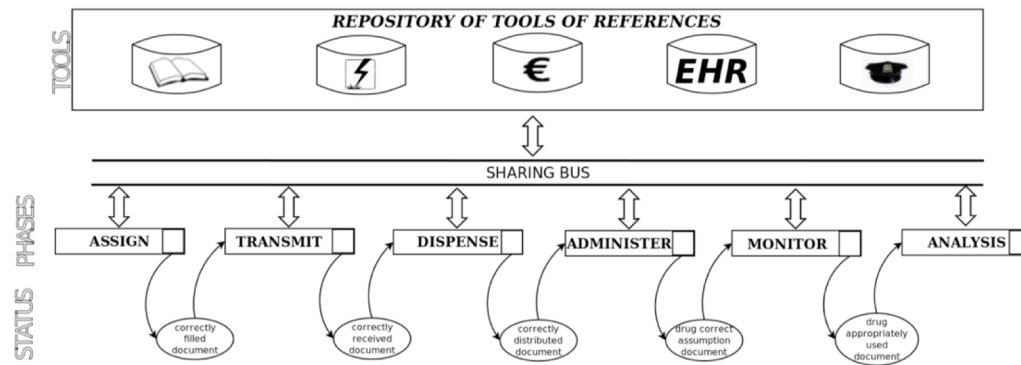 REPOSITORY OF TOOLS OF REFERENCES
TOOLS
€
EHR
SHARING BUS
PHASES
ASSIGN
TRANSMIT
DISPENSE
ADMINISTER
MONITOR
ANALYSIS
STATUS
correctly
filled
document
correctly
received
document
correctly
distributed
document
drug correct
assumption
document
drug
appropriately
used
document